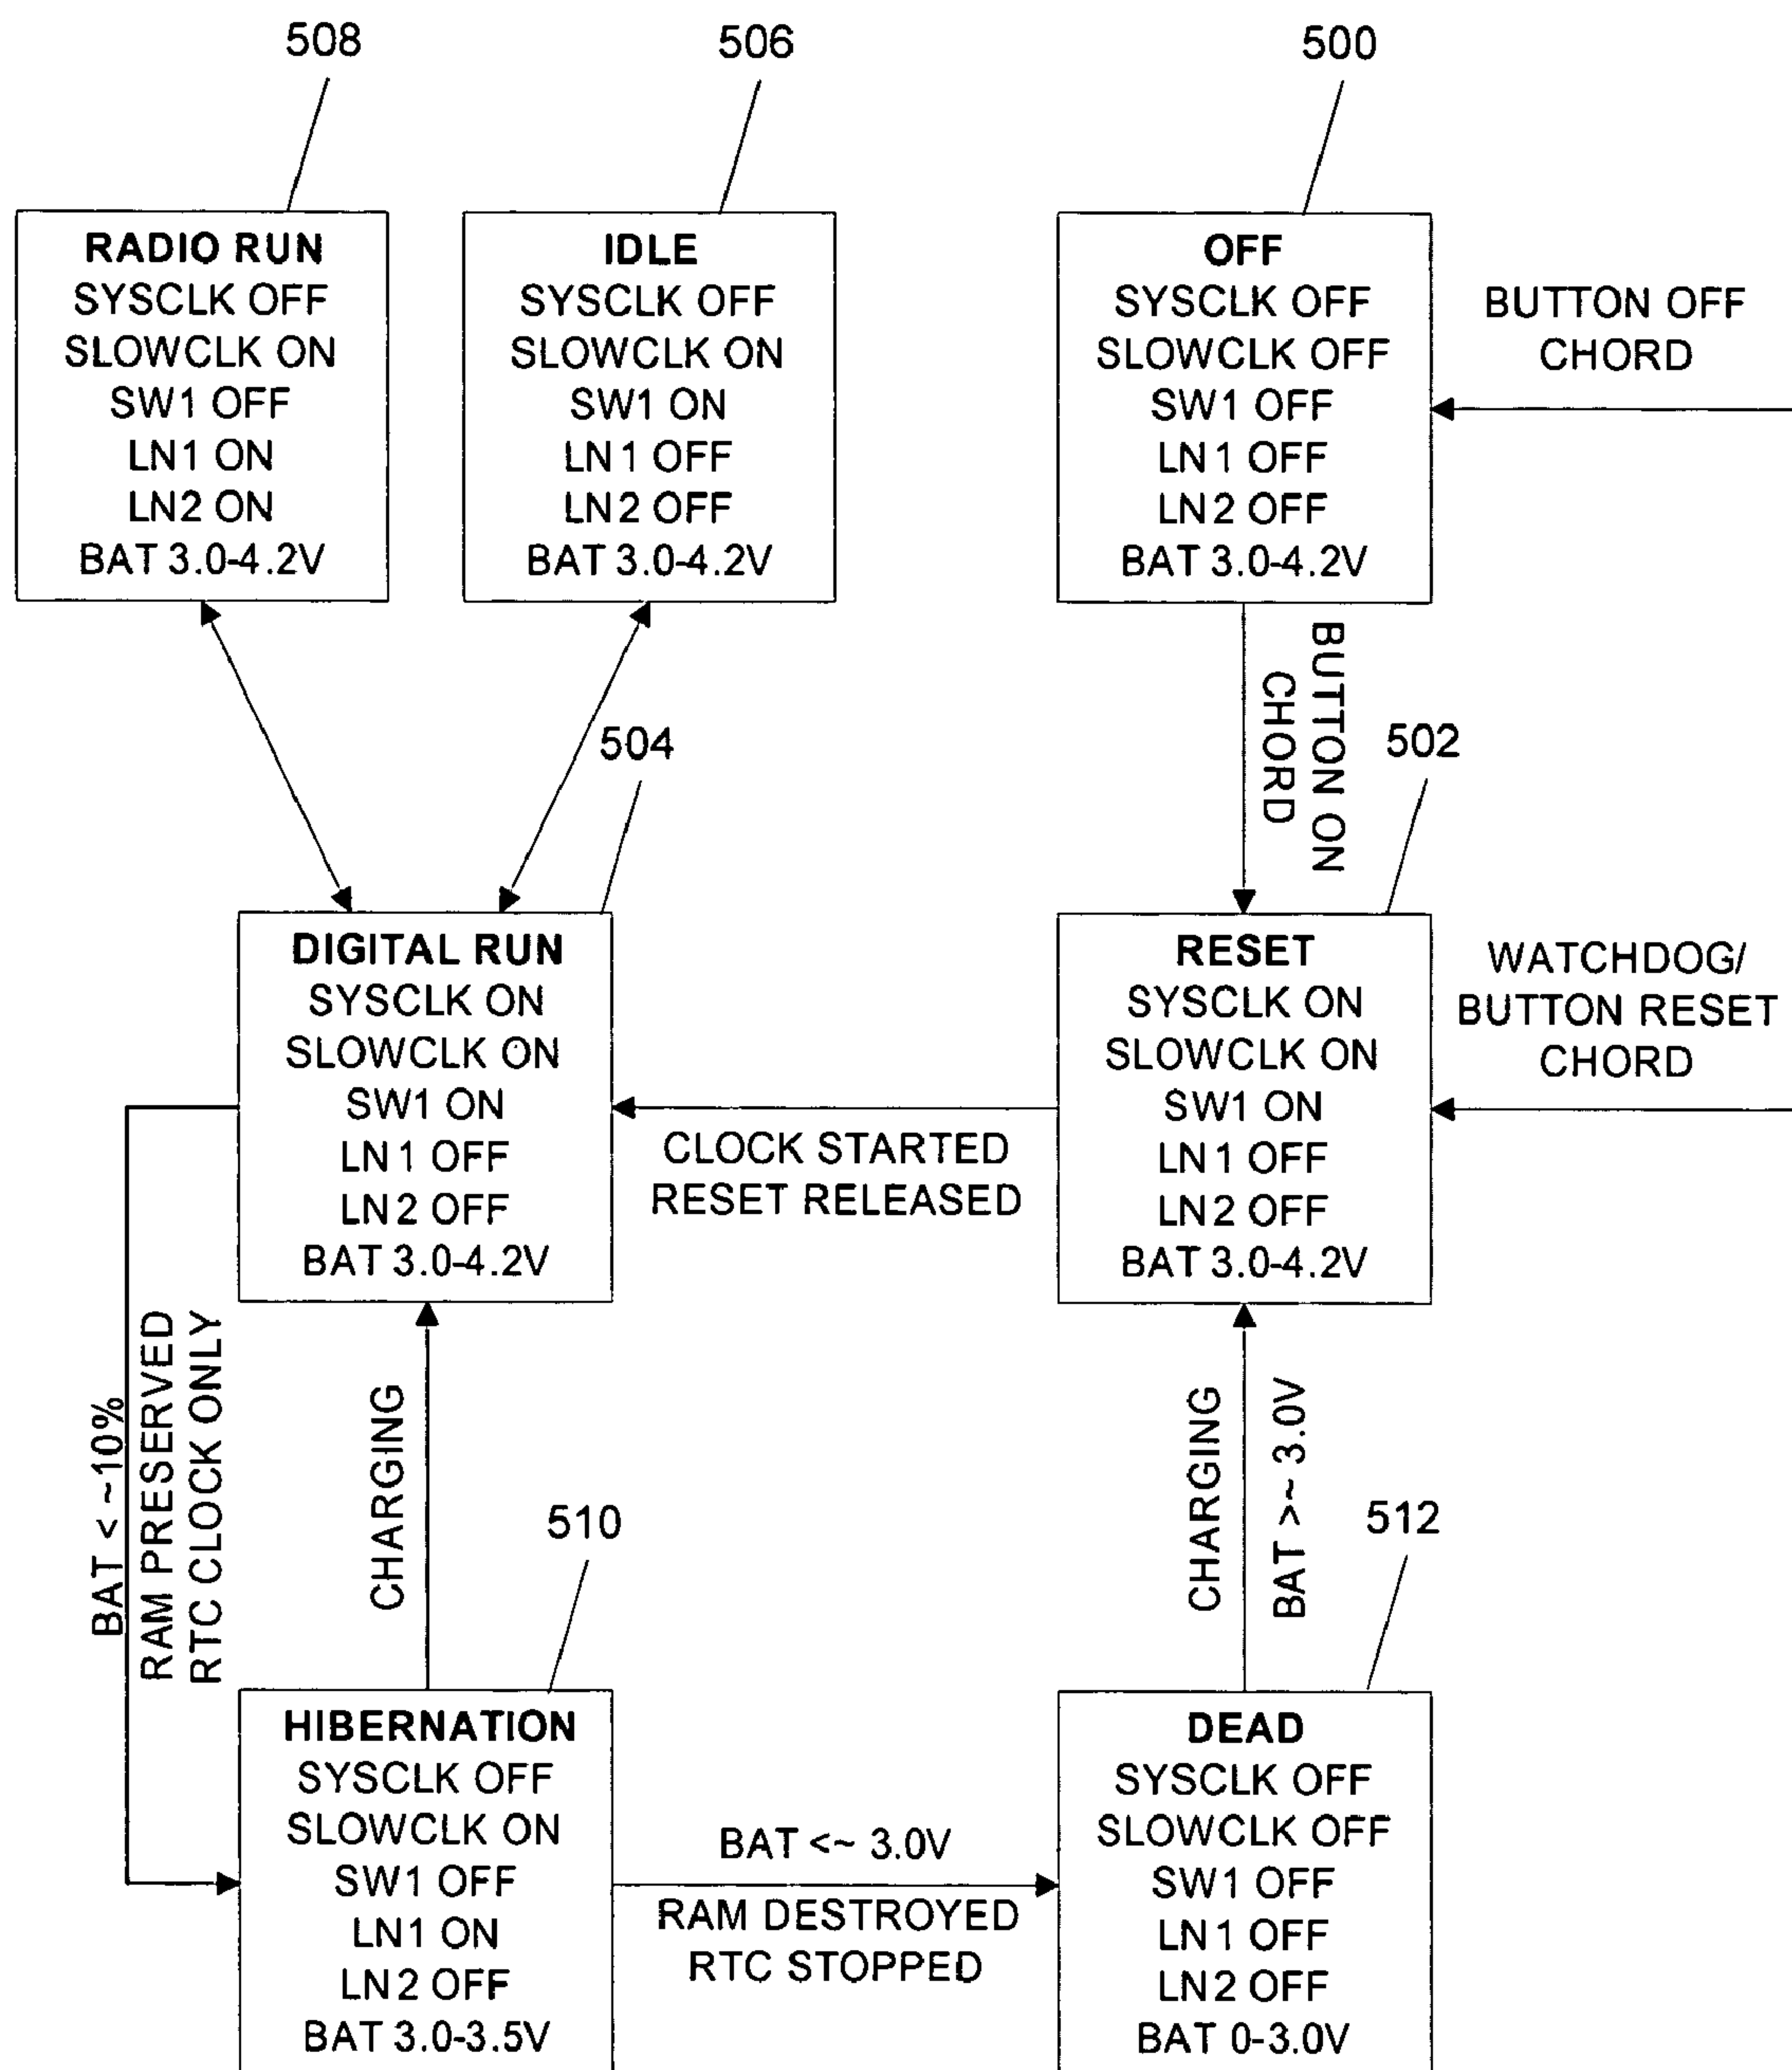 508
506
500
RADIO RUN
SYSCLK OFF
SLOWCLK ON
SW1 OFF
LN1 ON
LN2 ON
BAT 3.0-4.2V
IDLE
SYSCLK OFF
SLOWCLK ON
SW1 ON
LN1 OFF
LN2 OFF
BAT 3.0-4.2V
OFF
SYSCLK OFF
SLOWCLK OFF
SW1 OFF
LN1 OFF
LN2 OFF
BAT 3.0-4.2V
BUTTON OFF
CHORD
BUTTON ON
CHORD
504
502
DIGITAL RUN
SYSCLK ON
SLOWCLK ON
SW1 ON
LN1 OFF
LN2 OFF
BAT 3.0-4.2V
CLOCK STARTED
RESET RELEASED
RESET
SYSCLK ON
SLOWCLK ON
SW1 ON
LN1 OFF
LN2 OFF
BAT 3.0-4.2V
WATCHDOG/
BUTTON RESET
CHORD
BAT < ~10%
RAM PRESERVED
RTC CLOCK ONLY
CHARGING
CHARGING
BAT >~ 3.0V
510
512
HIBERNATION
SYSCLK OFF
SLOWCLK ON
SW1 OFF
LN1 ON
LN2 OFF
BAT 3.0-3.5V
BAT <~ 3.0V
RAM DESTROYED
RTC STOPPED
DEAD
SYSCLK OFF
SLOWCLK OFF
SW1 OFF
LN1 OFF
LN2 OFF
BAT 0-3.0V